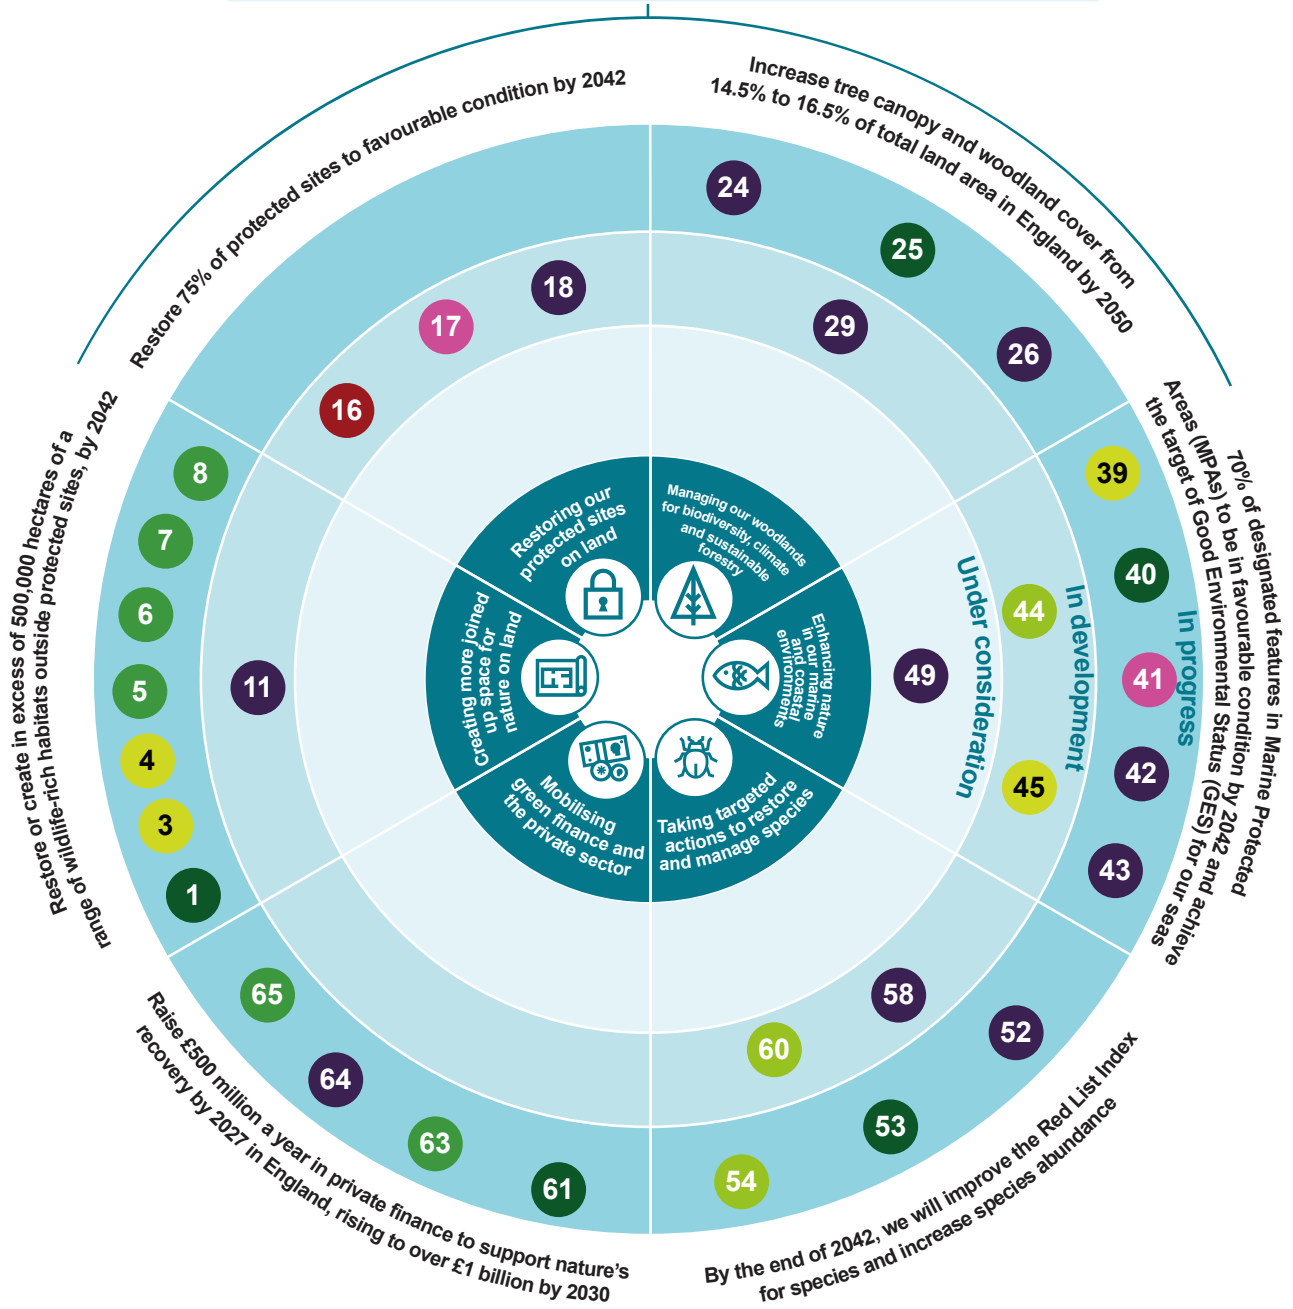 Restore 75% of protected sites to favourable condition by 2042
Increase tree canopy and woodland cover from
14.5% to 16.5% of total land area in England by 2050
70% of designated features in Marine Protected
Areas (MPAs) to be in favourable condition by 2042 and achieve
the target of Good Environmental Status (GES) for our seas
By the end of 2042, we will improve the Red List Index
for species and increase species abundance
Raise £500 million a year in private finance to support nature's
recovery by 2027 in England, rising to over £1 billion by 2030
Restore or create in excess of 500,000 hectares of a
range of wildlife-rich habitats outside protected sites, by 2042
24
25
26
29
18
17
16
8
7
6
5
4
3
1
11
39
40
41
42
43
44
45
49
In progress
In development
Under consideration
52
53
54
58
60
61
63
64
65
Restoring our
protected sites
on land
Managing our woodlands
for biodiversity, climate
and sustainable
forestry
Enhancing nature
in our marine
and coastal
environments
Taking targeted
actions to restore
and manage species
Mobilising
green finance and
the private sector
Creating more joined
up space for
nature on land